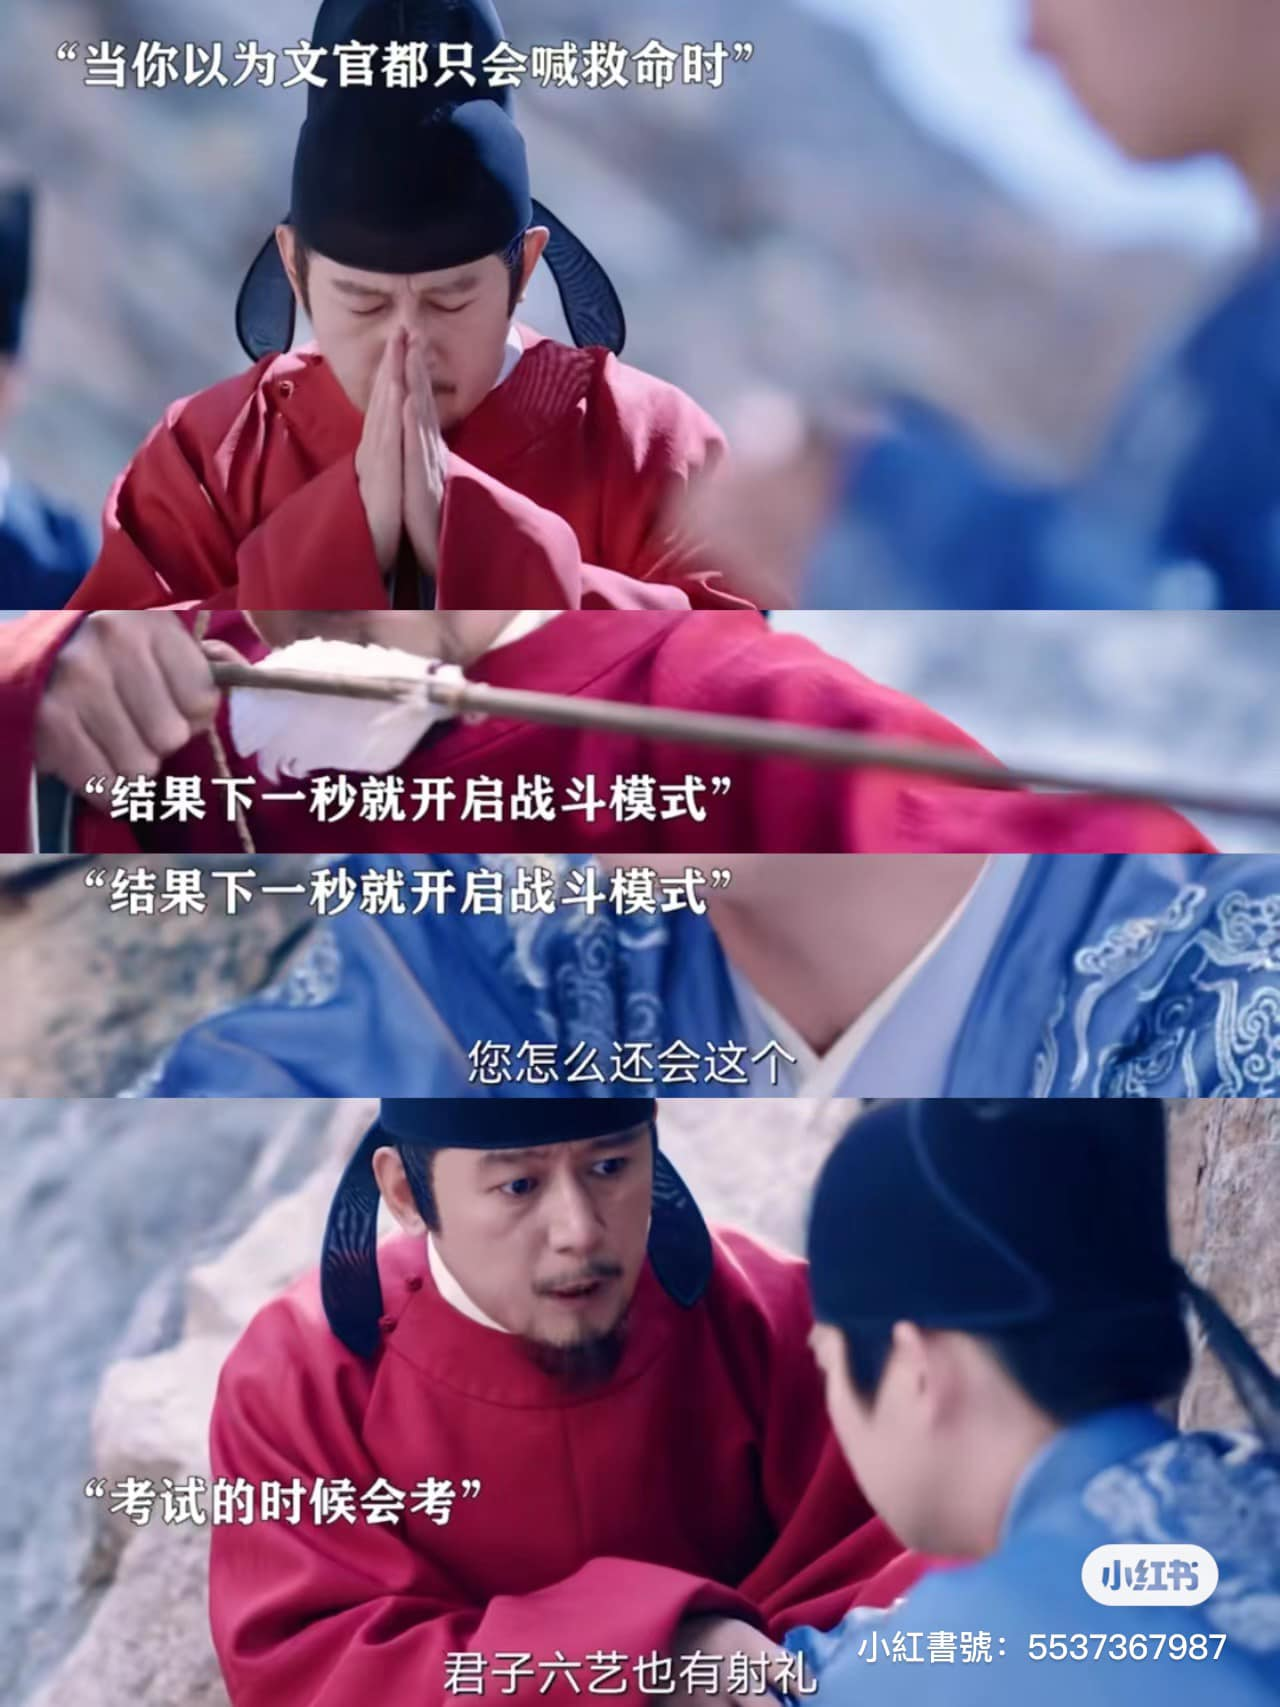 “当你以为文官都只会喊救命时”
“结果下一秒就开启战斗模式”
“结果下一秒就开启战斗模式”
您怎么还会这个
“考试的时候会考”
小红书
小紅書號：5537367987
君子六艺也有射礼